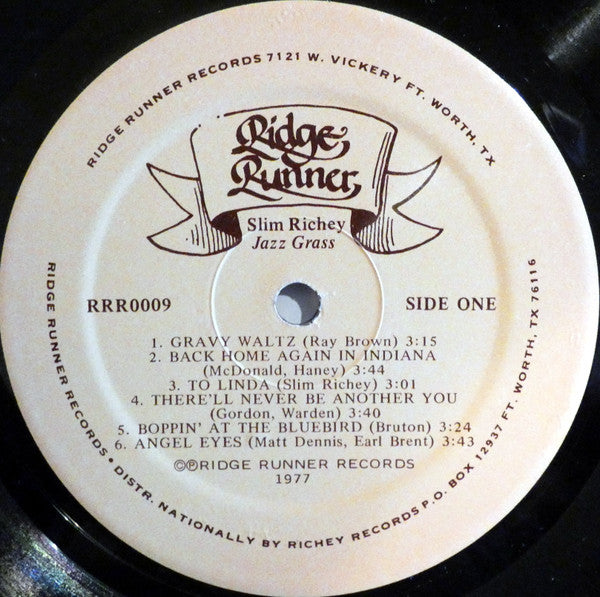 RIDGE RUNNER RECORDS 7121 W. VICKERY FT. WORTH, TX
Ridge
Runner
Slim Richey
Jazz Grass
RRR0009
SIDE ONE
1. GRAVY WALTZ (Ray Brown) 3:15
2. BACK HOME AGAIN IN INDIANA
(McDonald, Haney) 3:44
3. TO LINDA (Slim Richey) 3:01
4. THERE'LL NEVER BE ANOTHER YOU
(Gordon, Warden) 3:40
5. BOPPIN' AT THE BLUEBIRD (Bruton) 3:24
6. ANGEL EYES (Matt Dennis, Earl Brent) 3:43
©℗RIDGE RUNNER RECORDS
1977
RIDGE RUNNER RECORDS • DISTR. NATIONALLY BY RICHEY RECORDS P.O. BOX 12937 FT. WORTH, TX 76116